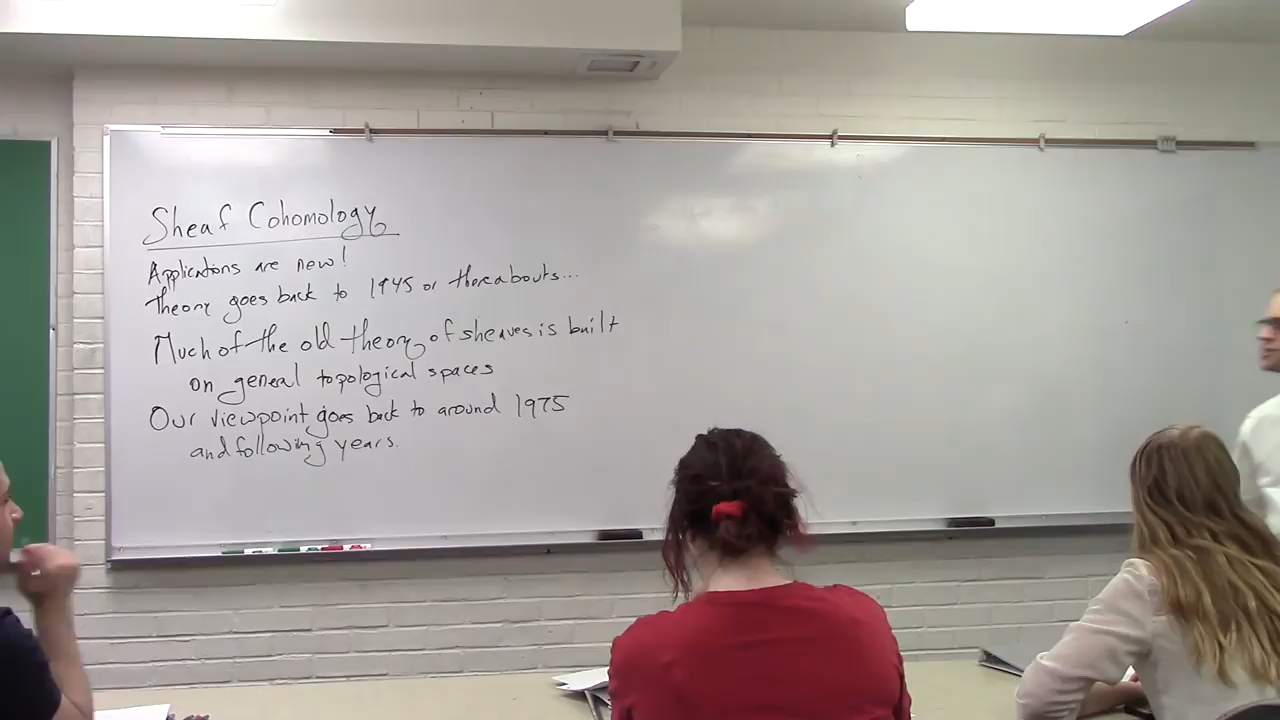 Sheaf Cohomology
Applications are new!
Theory goes back to 1945 or thereabouts...
Much of the old theory of sheaves is built
on general topological spaces
Our viewpoint goes back to around 1975
and following years.